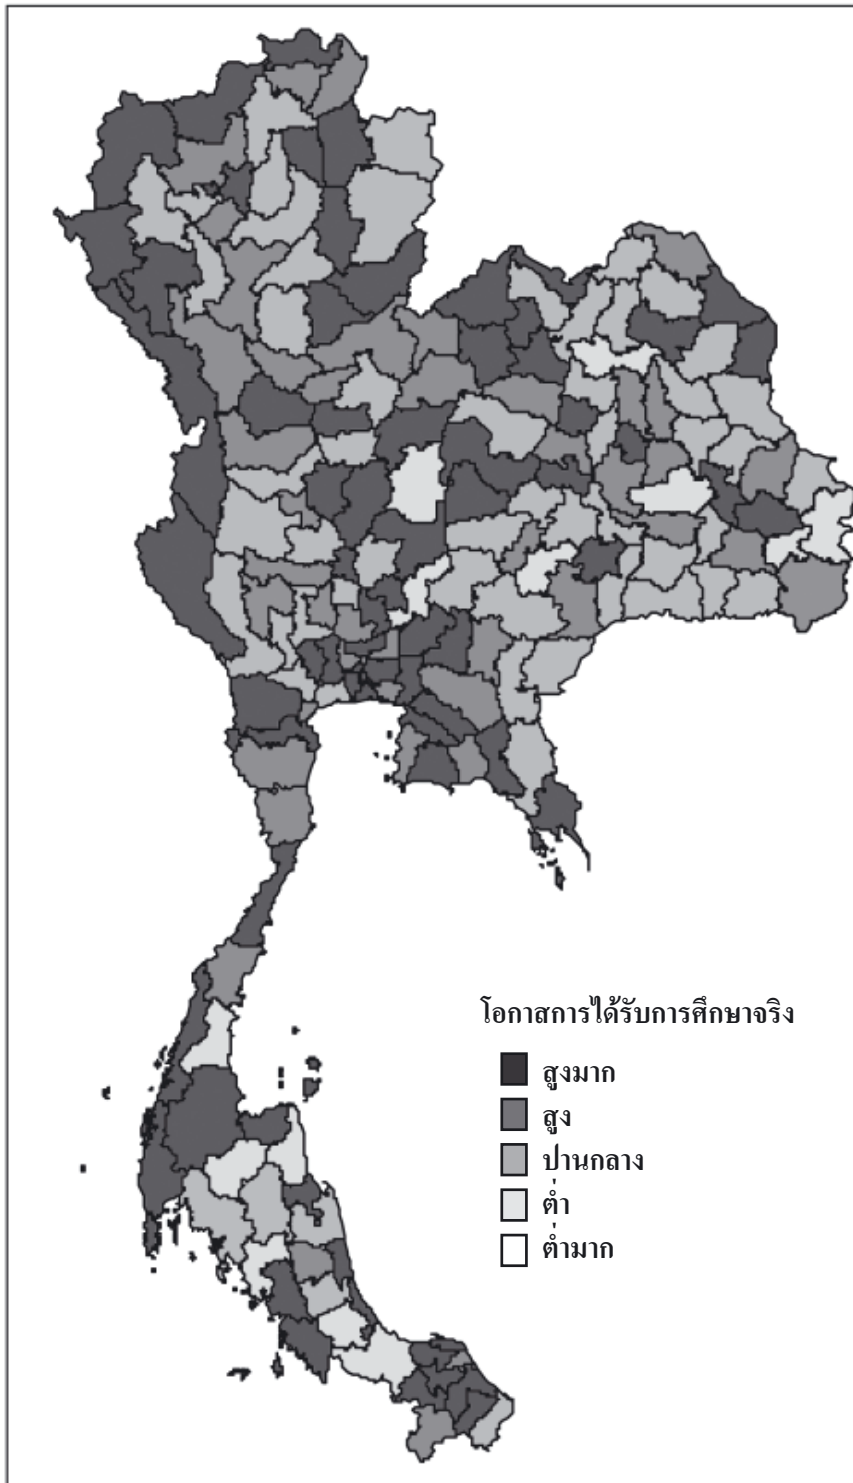 โอกาสการได้รับการศึกษาจริง
สูงมาก
สูง
ปานกลาง
ต่ำ
ต่ำมาก